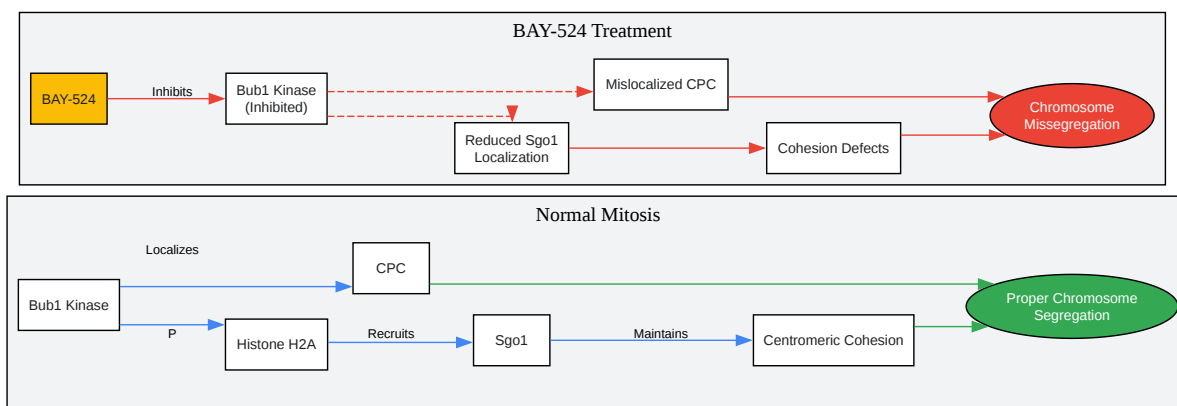 BAY-524 Treatment
BAY-524
Inhibits
Bub1 Kinase
(Inhibited)
Mislocalized CPC
Reduced Sgo1
Localization
Cohesion Defects
Chromosome
Missegregation
Normal Mitosis
Bub1 Kinase
Localizes
CPC
P
Histone H2A
Recruits
Sgo1
Maintains
Centromeric Cohesion
Proper Chromosome
Segregation